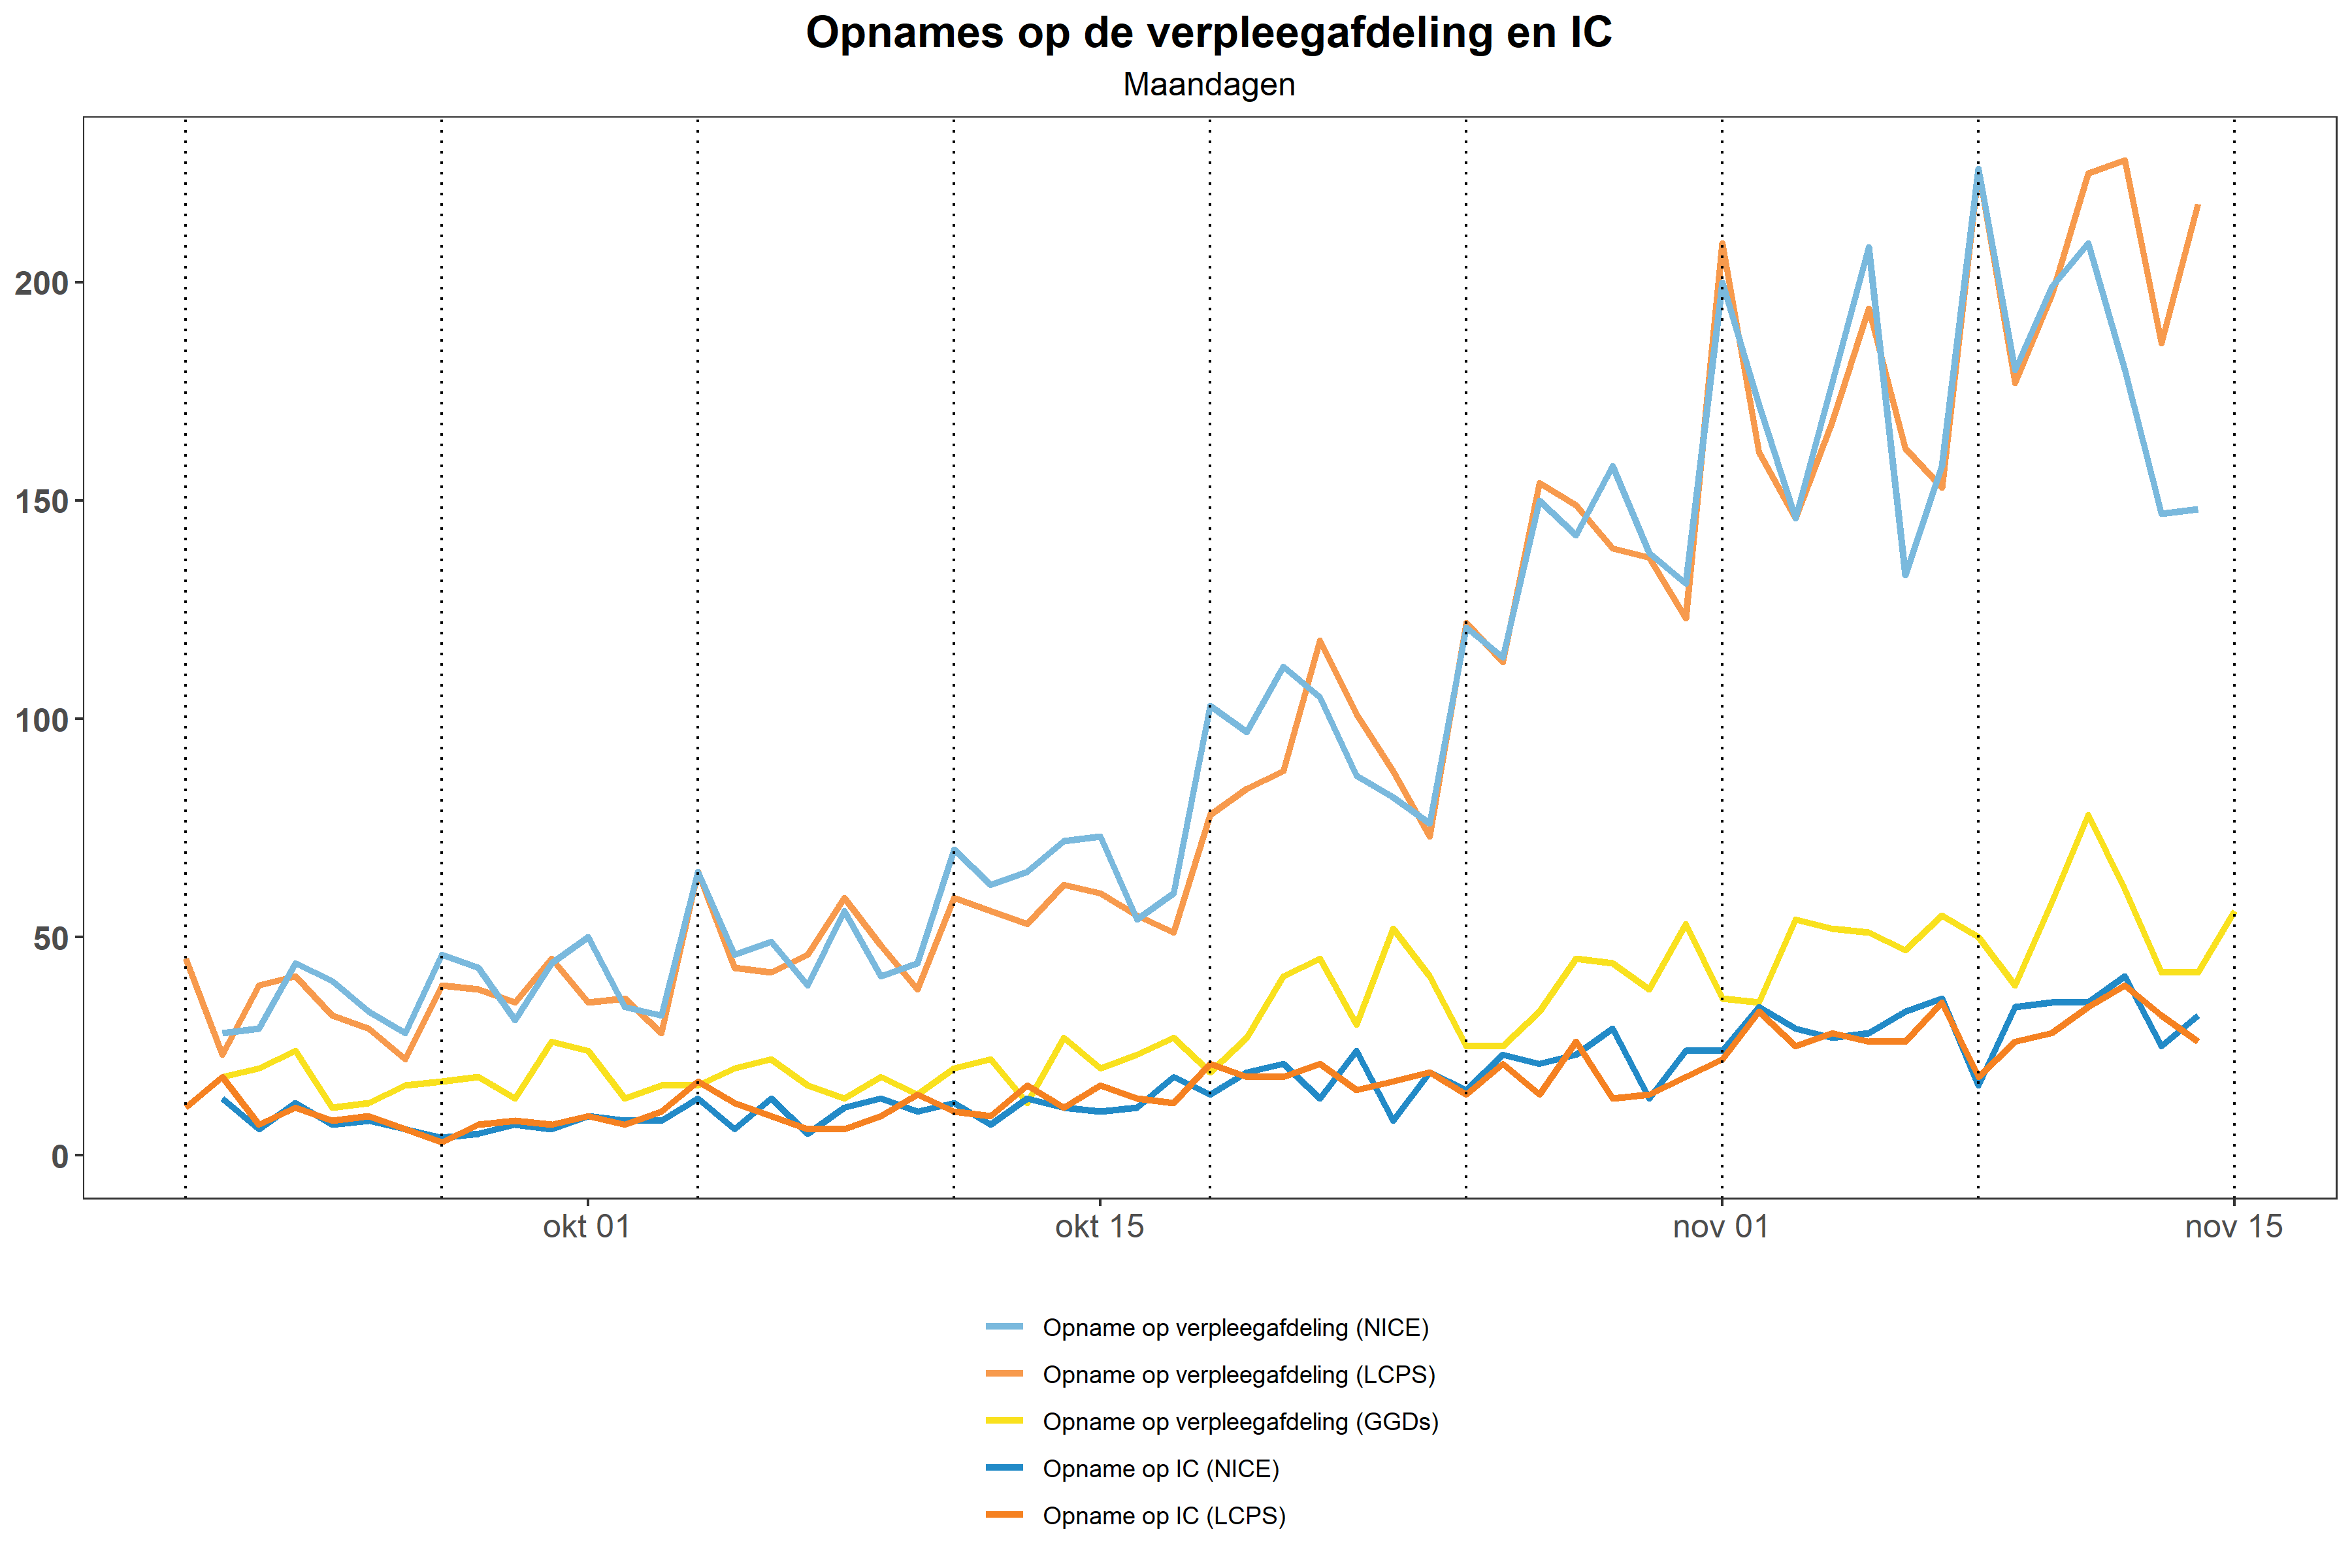 Opnames op de verpleegafdeling en IC
Maandagen
200
150
100
50
0
okt 01 okt 15 nov 01 nov 15
Opname op verpleegafdeling (NICE)
Opname op verpleegafdeling (LCPS)
Opname op verpleegafdeling (GGDs)
Opname op IC (NICE)
Opname op IC (LCPS)